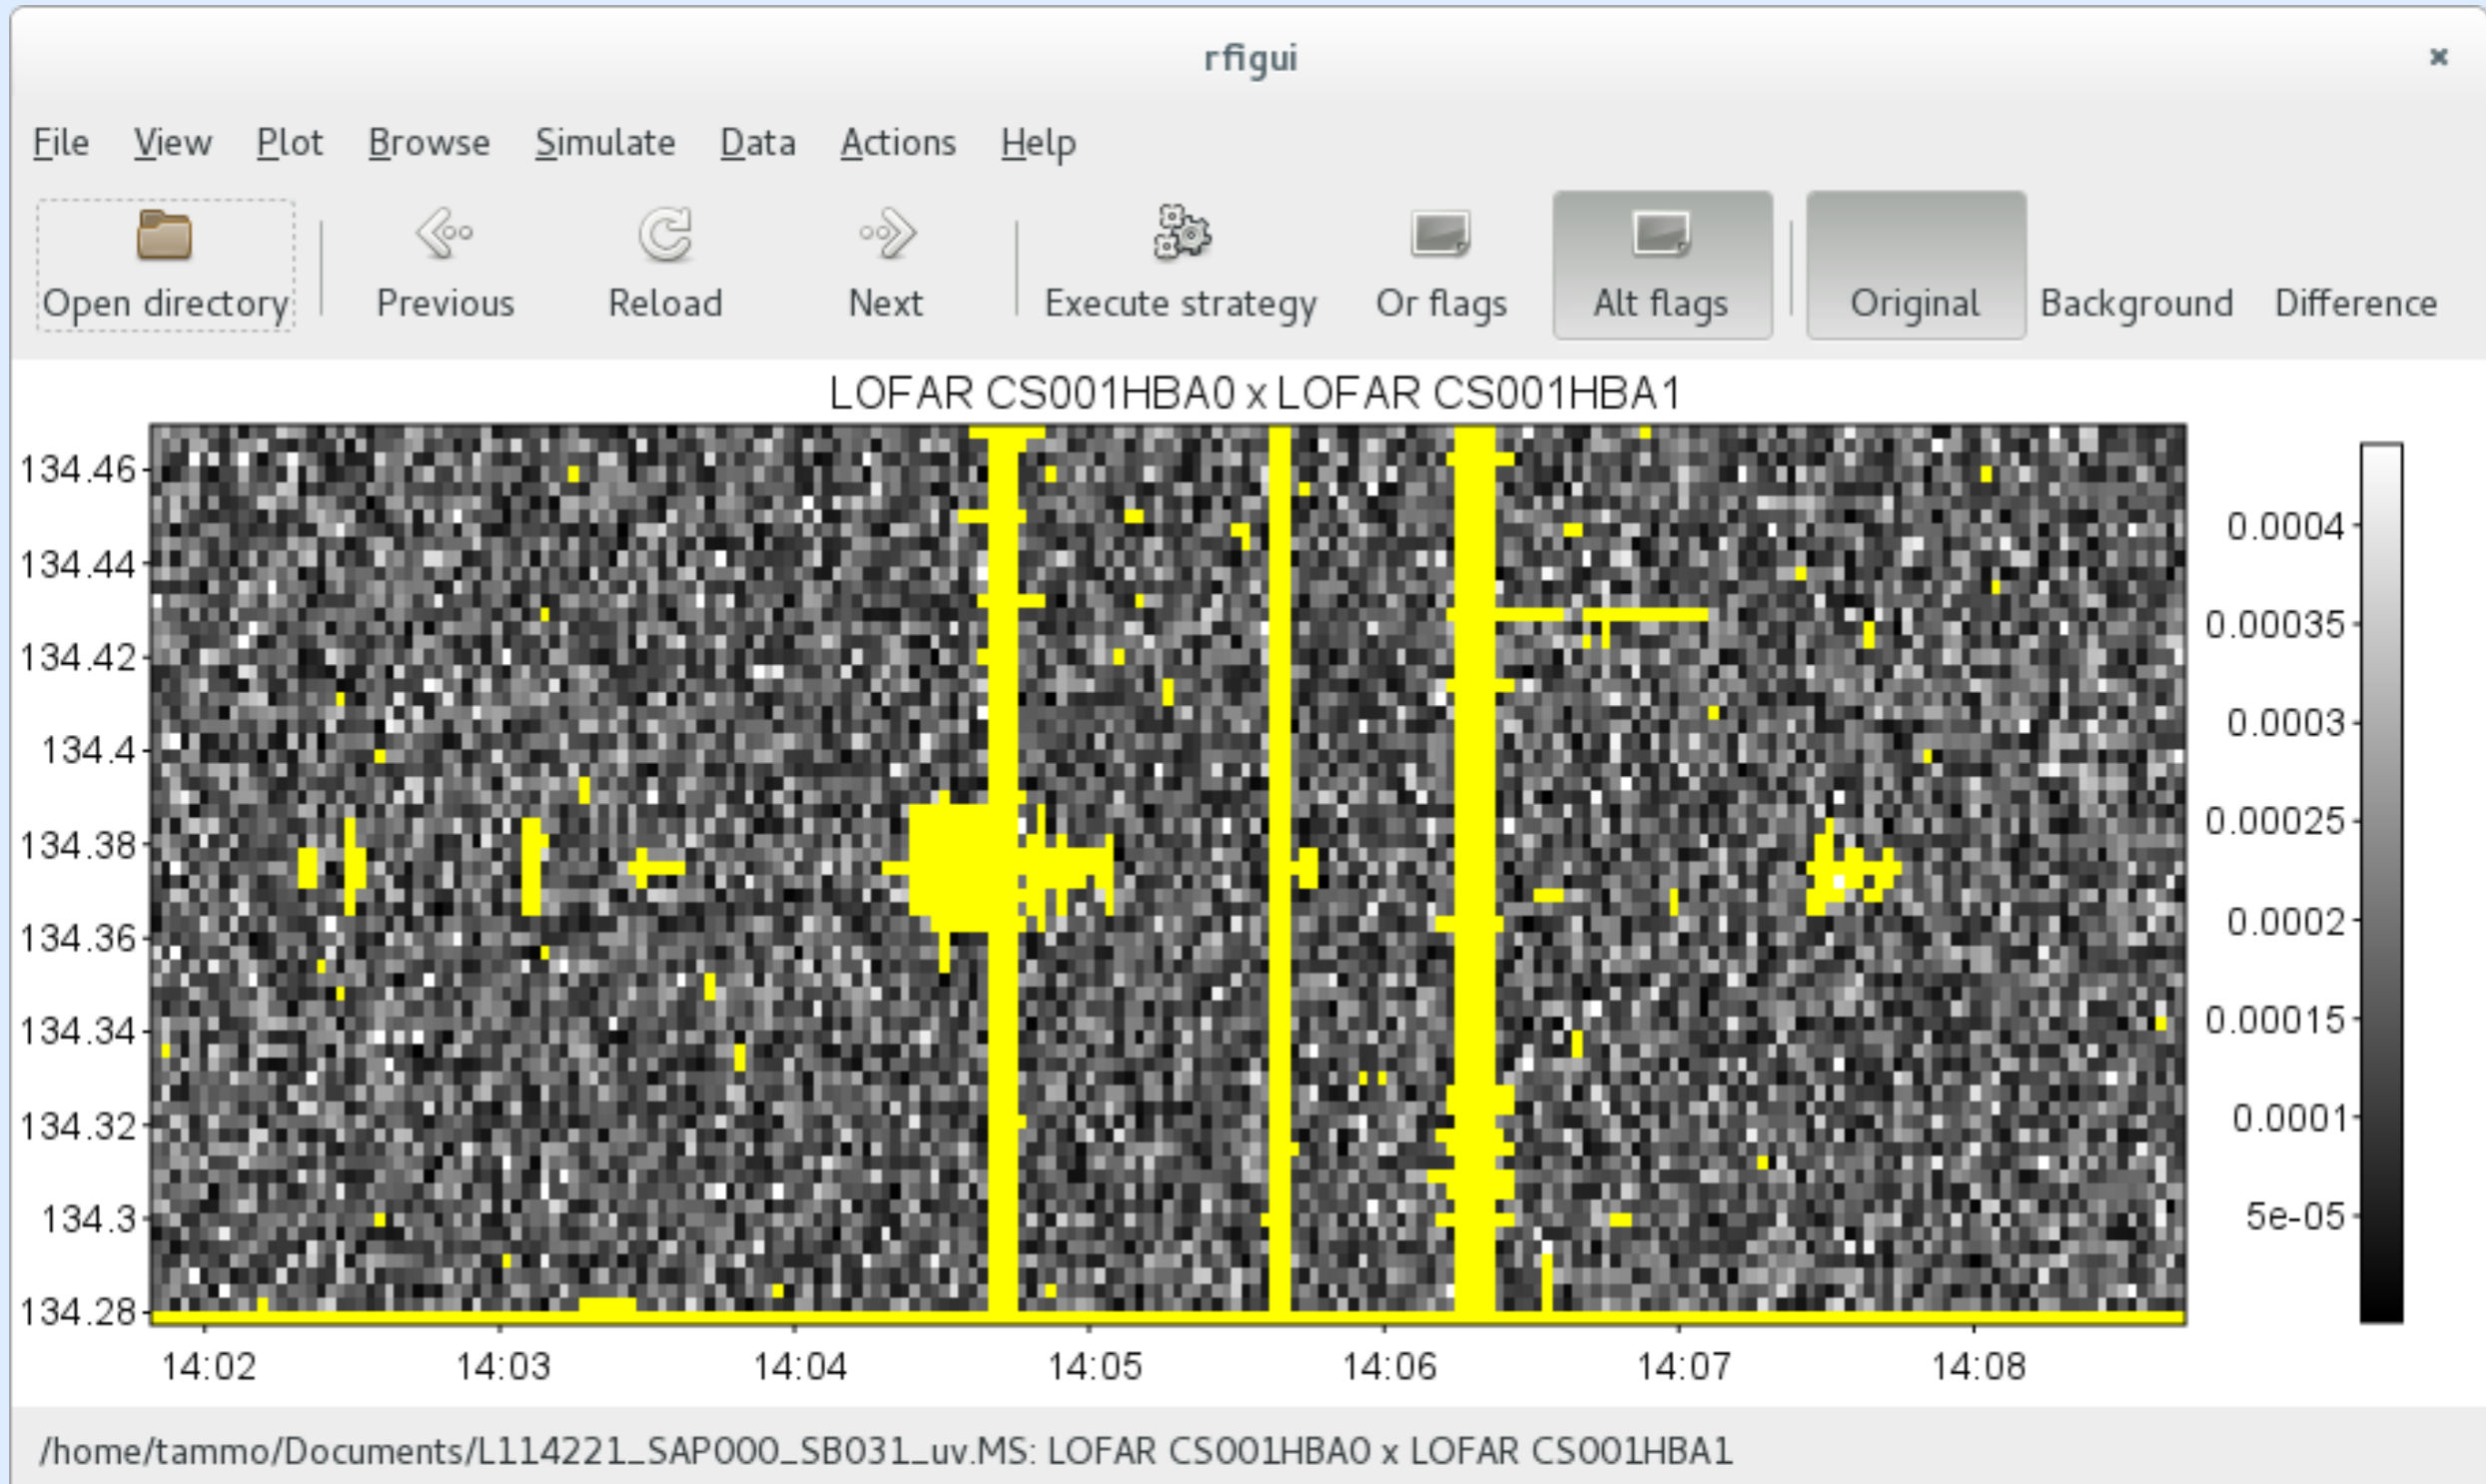 rfigui ×
File View Plot Browse Simulate Data Actions Help
Open directory Previous Reload Next Execute strategy Or flags Alt flags Original Background Difference
LOFAR CS001HBA0 x LOFAR CS001HBA1
134.46
134.44
134.42
134.4
134.38
134.36
134.34
134.32
134.3
134.28
14:02 14:03 14:04 14:05 14:06 14:07 14:08
0.0004
0.00035
0.0003
0.00025
0.0002
0.00015
0.0001
5e-05
/home/tammo/Documents/L114221_SAP000_SB031_uv.MS: LOFAR CS001HBA0 x LOFAR CS001HBA1